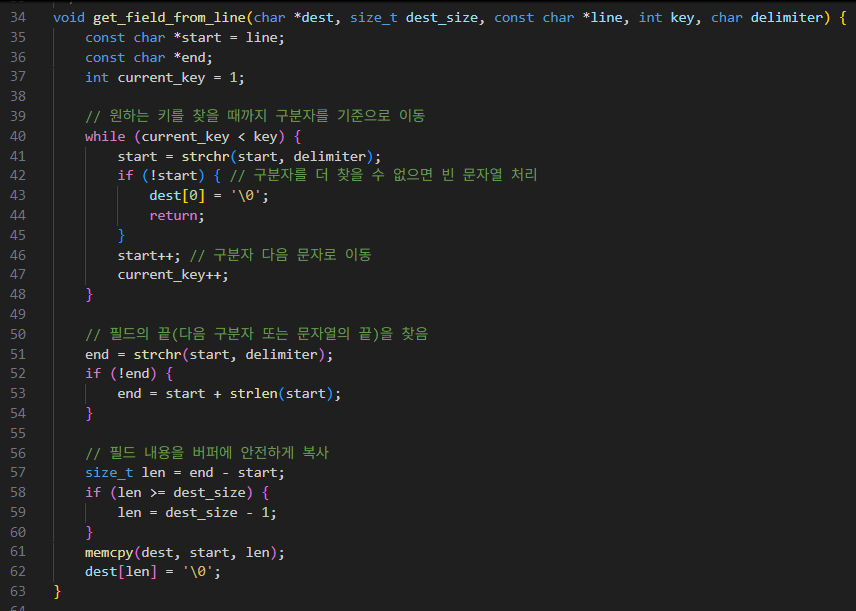 34 void get_field_from_line(char *dest, size_t dest_size, const char *line, int key, char delimiter) {
35     const char *start = line;
36     const char *end;
37     int current_key = 1;
38
39     // 원하는 키를 찾을 때까지 구분자를 기준으로 이동
40     while (current_key < key) {
41         start = strchr(start, delimiter);
42         if (!start) { // 구분자를 더 찾을 수 없으면 빈 문자열 처리
43             dest[0] = '\0';
44             return;
45         }
46         start++; // 구분자 다음 문자로 이동
47         current_key++;
48     }
49
50     // 필드의 끝(다음 구분자 또는 문자열의 끝)을 찾음
51     end = strchr(start, delimiter);
52     if (!end) {
53         end = start + strlen(start);
54     }
55
56     // 필드 내용을 버퍼에 안전하게 복사
57     size_t len = end - start;
58     if (len >= dest_size) {
59         len = dest_size - 1;
60     }
61     memcpy(dest, start, len);
62     dest[len] = '\0';
63 }